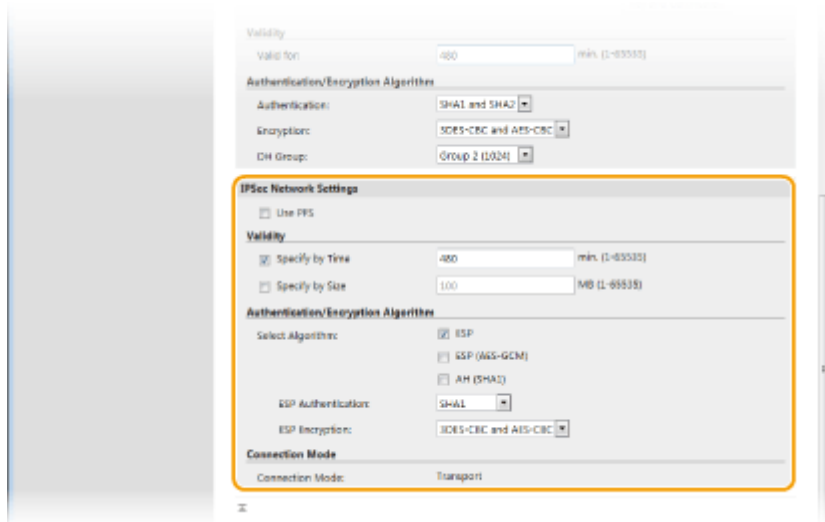 Validity
Valid for: 480 min. (1-65535)
Authentication/Encryption Algorithm
Authentication: SHA1 and SHA2
Encryption: 3DES-CBC and AES-CBC
DH Group: Group 2 (1024)
IPSec Network Settings
Use PFS
Validity
Specify by Time 480 min. (1-65535)
Specify by Size 100 MB (1-65535)
Authentication/Encryption Algorithm
Select Algorithm: ESP
ESP (AES-GCM)
AH (SHA1)
ESP Authentication: SHA1
ESP Encryption: 3DES-CBC and AES-CBC
Connection Mode
Connection Mode: Transport